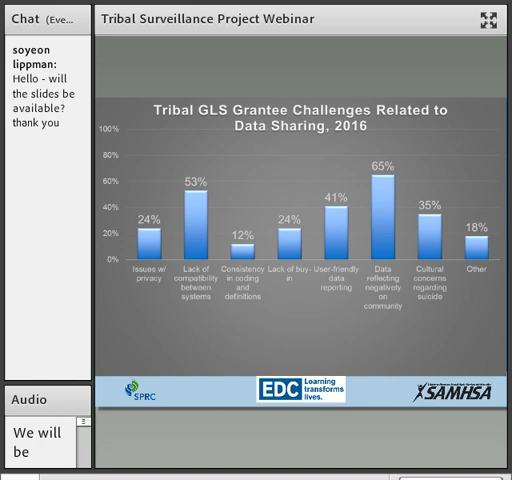 Chat (Eve...
Tribal Surveillance Project Webinar
soyeon
lippman:
Hello - will
the slides be
available?
thank you
Tribal GLS Grantee Challenges Related to
Data Sharing, 2016
100%
80%
60%
40%
20%
0%
24%
53%
12%
24%
41%
65%
35%
18%
Issues w/
privacy
Lack of
compatibility
between
systems
Consistency
in coding
and
definitions
Lack of buy-
in
User-friendly
data
reporting
Data
reflecting
negatively
on
community
Cultural
concerns
regarding
suicide
Other
SPRC
EDC
Learning
transforms
lives.
SAMHSA
Audio
We will
be